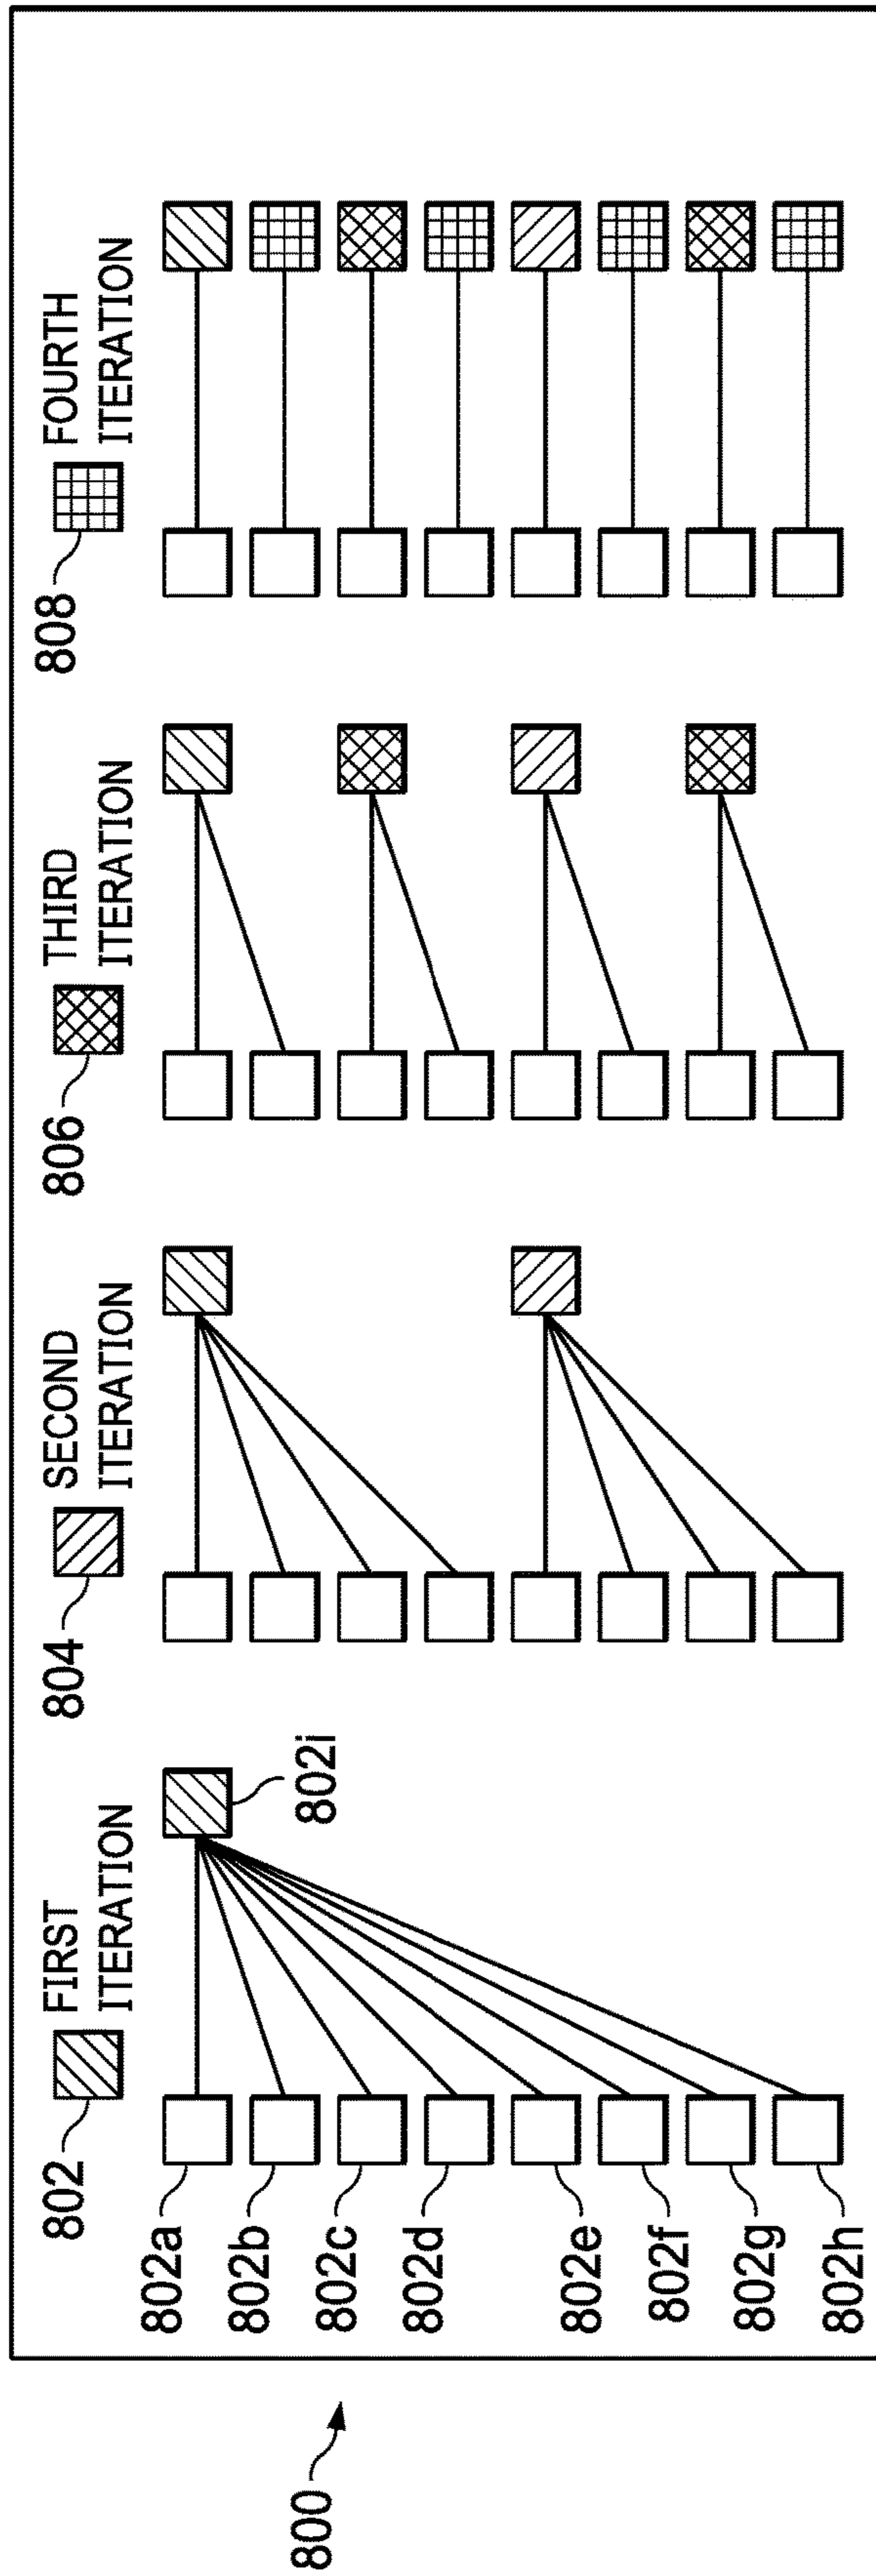 800
802 FIRST
ITERATION
804 SECOND
ITERATION
806 THIRD
ITERATION
808 FOURTH
ITERATION
802a
802b
802c
802d
802e
802f
802g
802h
802i